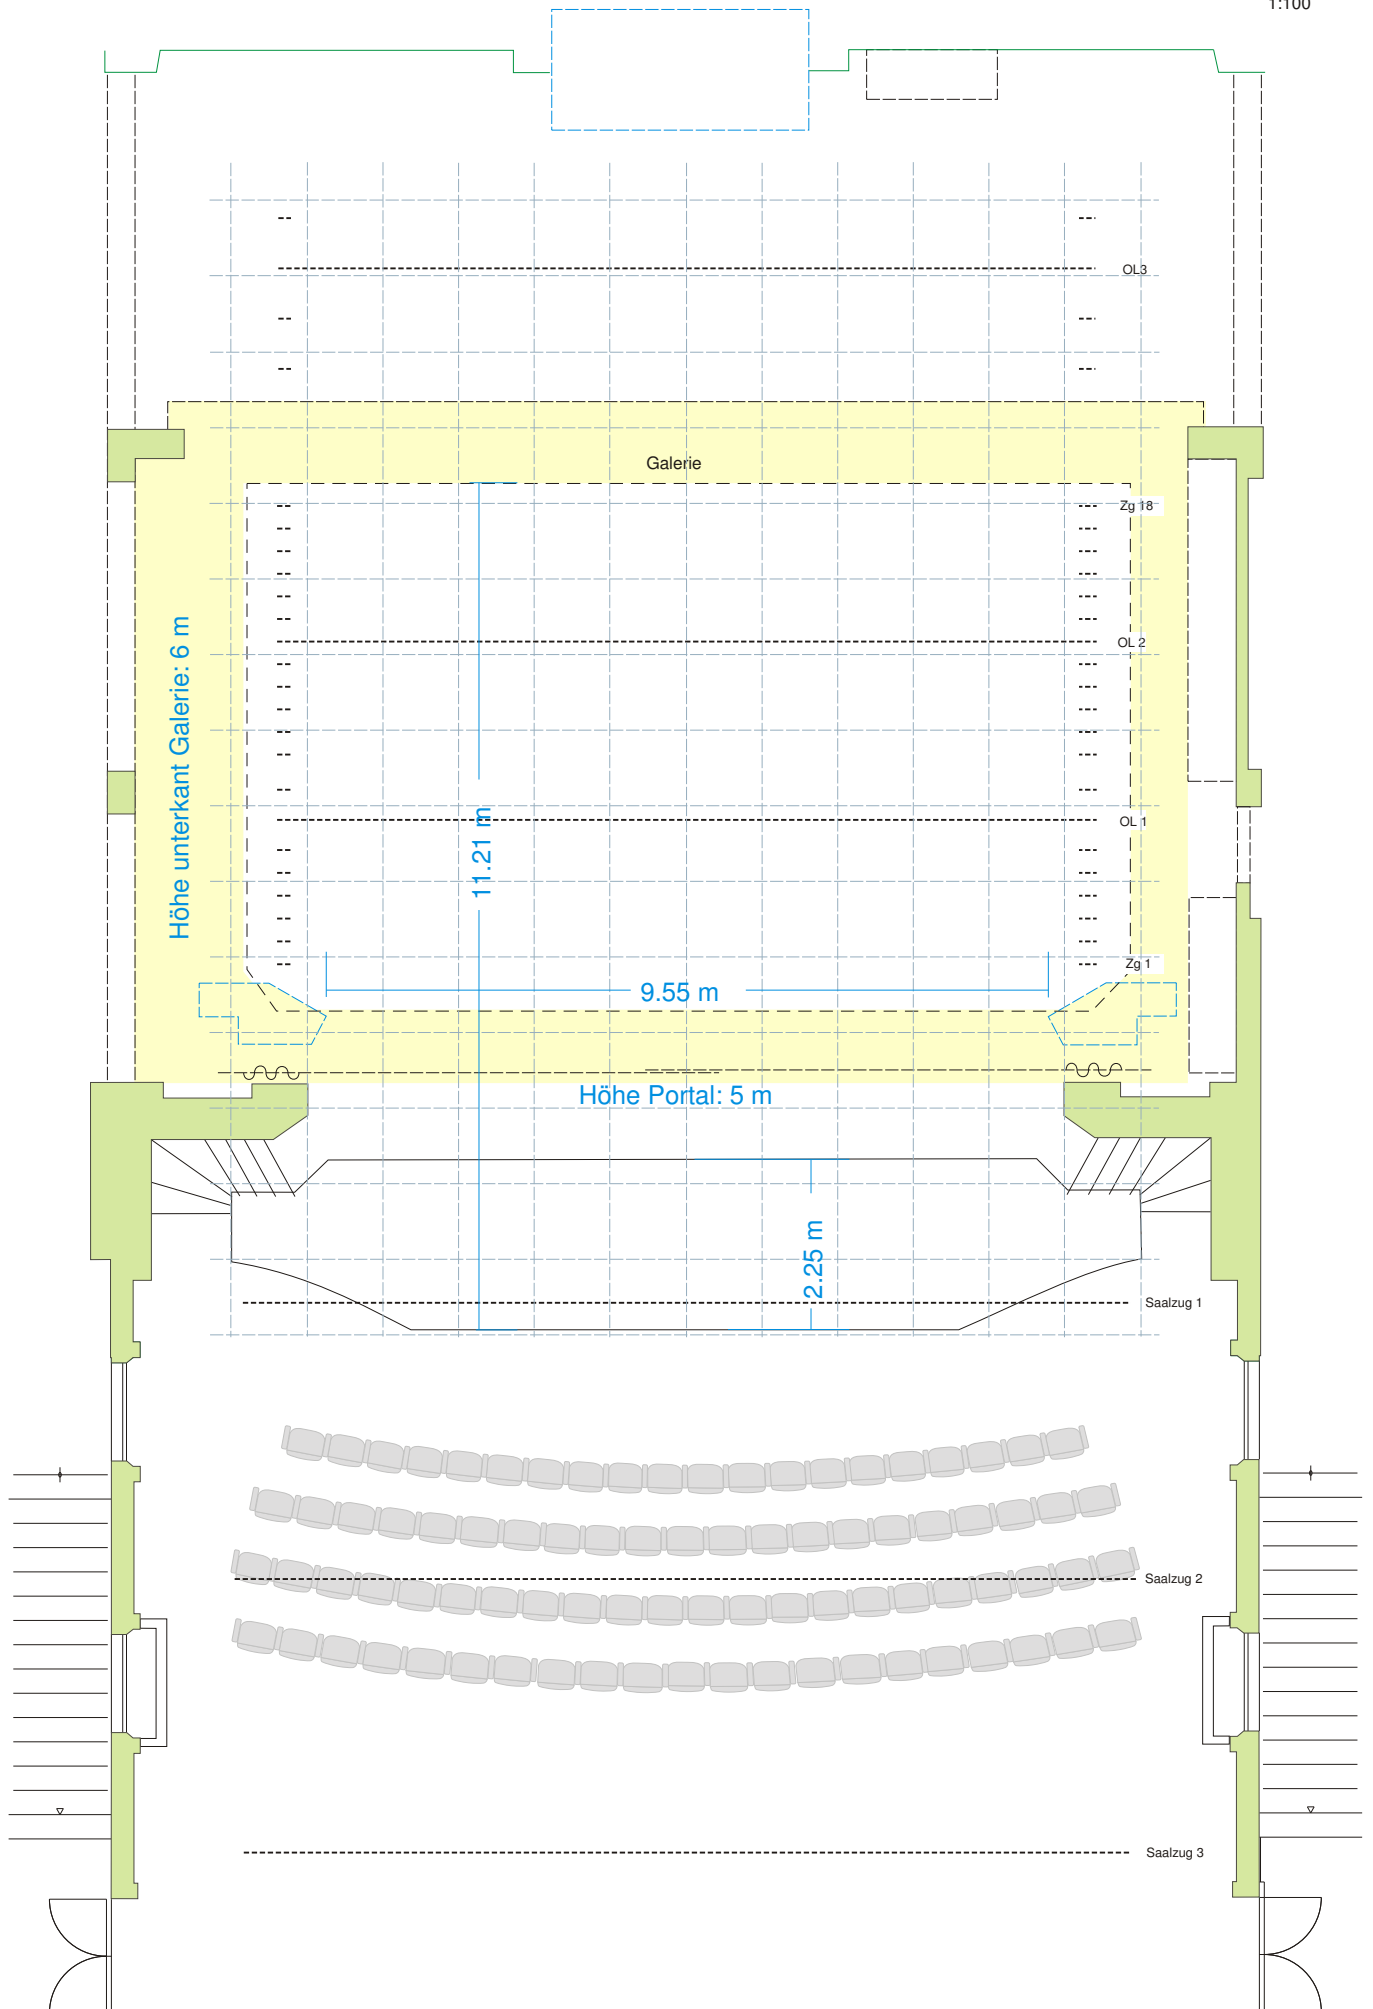 1:100
OL3
Galerie
Zg 18
OL 2
Höhe unterkant Galerie: 6 m
OL 1
11.21 m
Zg 1
9.55 m
Höhe Portal: 5 m
2.25 m
Saalzug 1
Saalzug 2
Saalzug 3